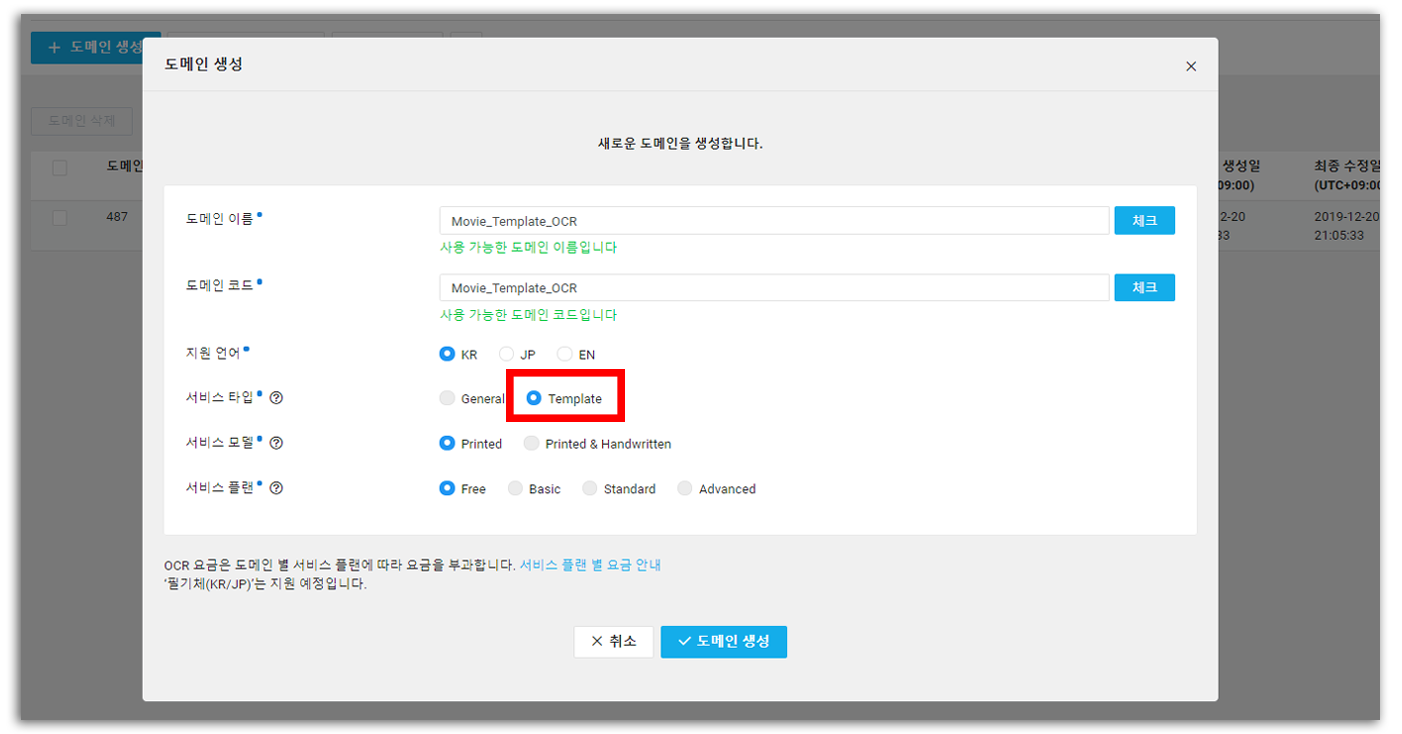 + 도메인 생성
도메인 생성
×
도메인 삭제
새로운 도메인을 생성합니다.
도메인
생성일
09:00)
최종 수정일
(UTC+09:00
487
2-20
33
2019-12-20
21:05:33
도메인 이름
Movie_Template_OCR
체크
사용 가능한 도메인 이름입니다
도메인 코드
Movie_Template_OCR
체크
사용 가능한 도메인 코드입니다
지원 언어
KR JP EN
서비스 타입 ?
General Template
서비스 모델 ?
Printed Printed & Handwritten
서비스 플랜 ?
Free Basic Standard Advanced
OCR 요금은 도메인 별 서비스 플랜에 따라 요금을 부과합니다. 서비스 플랜 별 요금 안내
'필기체(KR/JP)'는 지원 예정입니다.
× 취소
✓ 도메인 생성